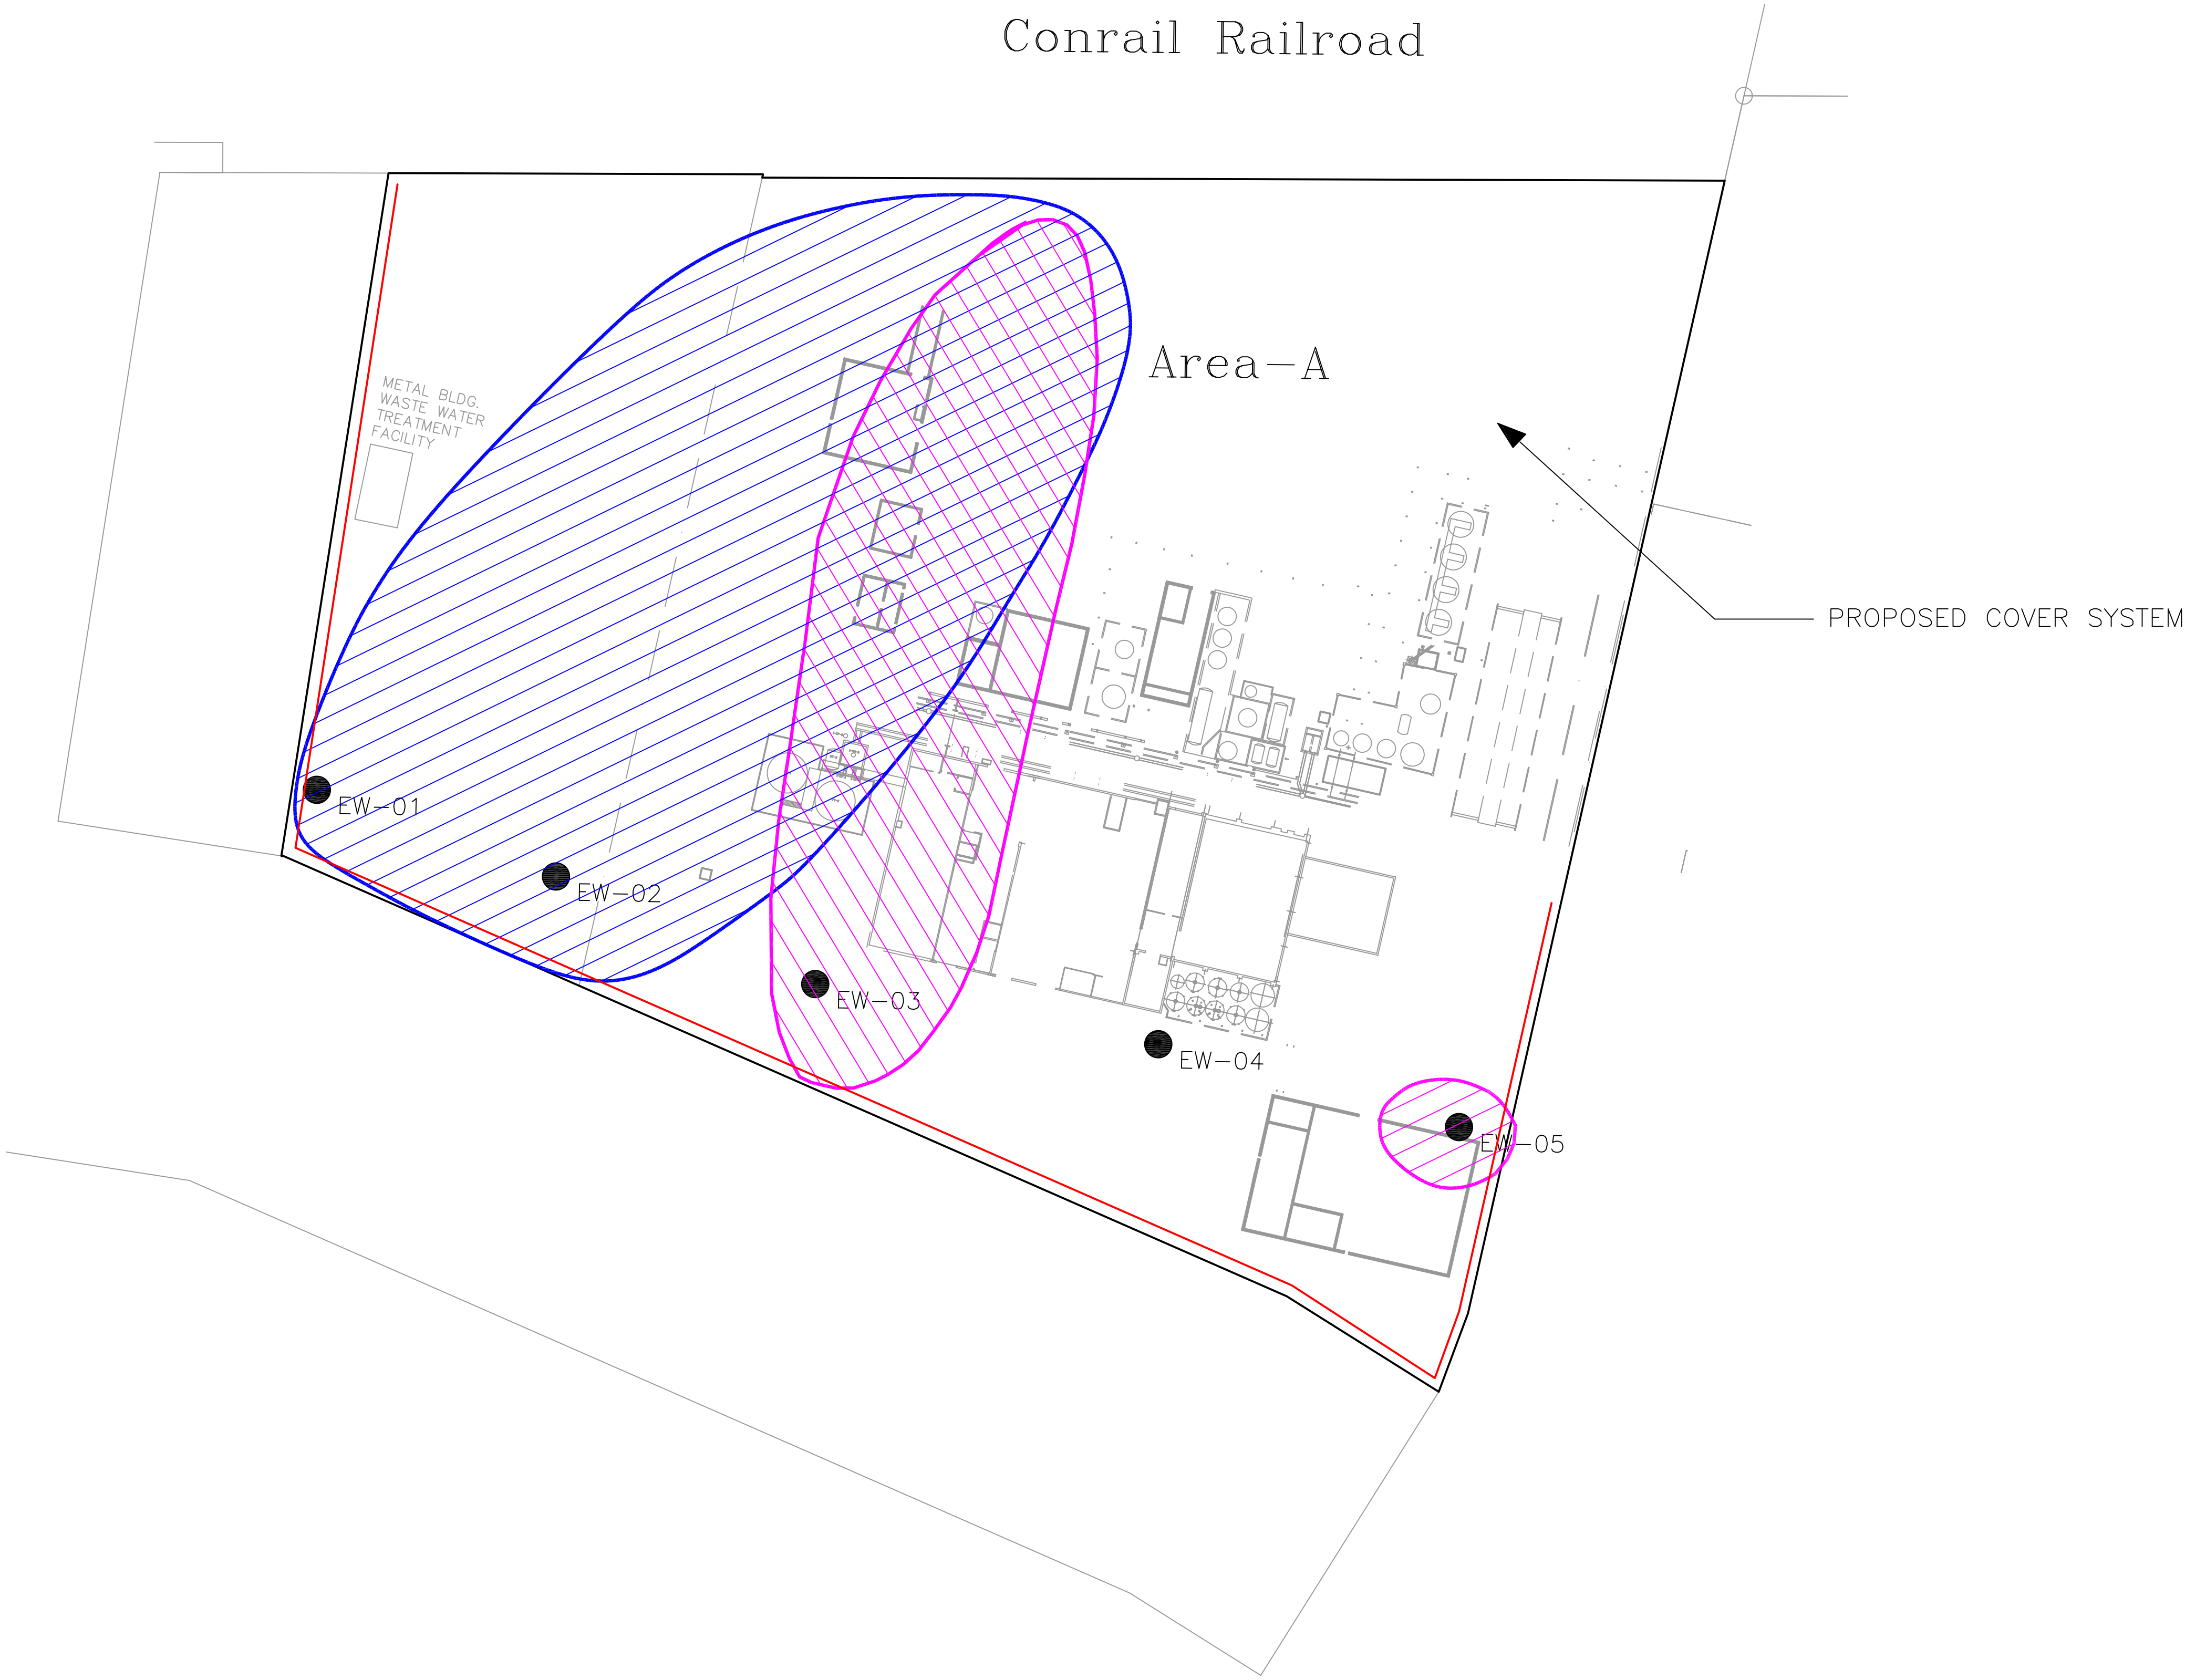 Conrail Railroad
Area-A
METAL BLDG.
WASTE WATER
TREATMENT
FACILITY
PROPOSED COVER SYSTEM
EW-01
EW-02
EW-03
EW-04
EW-05